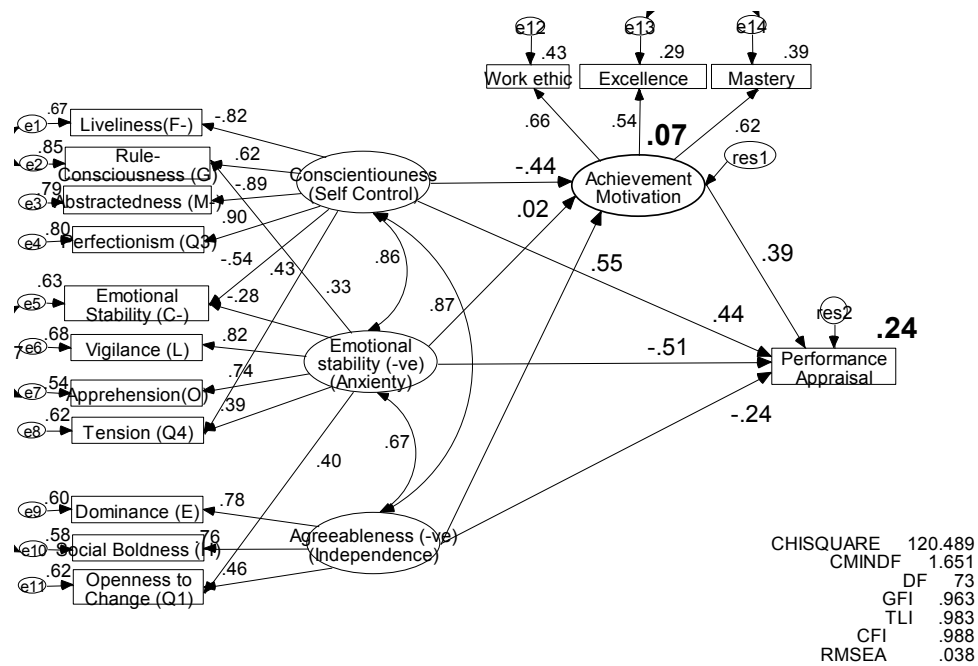 e12
e13
e14
.43
.29
.39
Work ethic
Excellence
Mastery
.66
.54
.62
.07
res1
Achievement
Motivation
.67
e1
Liveliness(F-)
-.82
.85
e2
Rule-
Consciousness (G)
.62
.79
e3
Abstractedness (M-)
-.89
.80
e4
Perfectionism (Q3)
.90
Conscientiouness
(Self Control)
-.44
.02
-.54
.43
.33
.86
.87
.55
.39
.63
e5
Emotional
Stability (C-)
-.28
.68
e6
Vigilance (L)
.82
.54
e7
Apprehension(O)
.74
.62
e8
Tension (Q4)
.39
Emotional
stability (-ve)
(Anxienty)
.44
-.51
res2
.24
Performance
Appraisal
-.24
.67
.40
.60
e9
Dominance (E)
.78
.58
e10
Social Boldness (H)
.76
.62
e11
Openness to
Change (Q1)
.46
Agreeableness (-ve)
(Independence)
CHISQUARE 120.489
CMINDF 1.651
DF 73
GFI .963
TLI .983
CFI .988
RMSEA .038